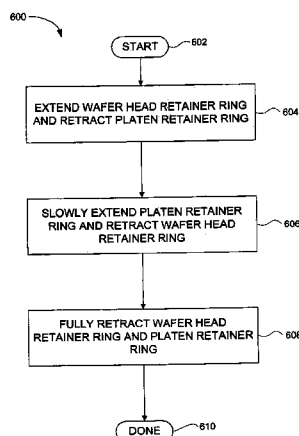 600
START
602
EXTEND WAFER HEAD RETAINER RING
AND RETRACT PLATEN RETAINER RING
604
SLOWLY EXTEND PLATEN RETAINER
RING AND RETRACT WAFER HEAD
RETAINER RING
606
FULLY RETRACT WAFER HEAD
RETAINER RING AND PLATEN RETAINER
RING
608
DONE
610